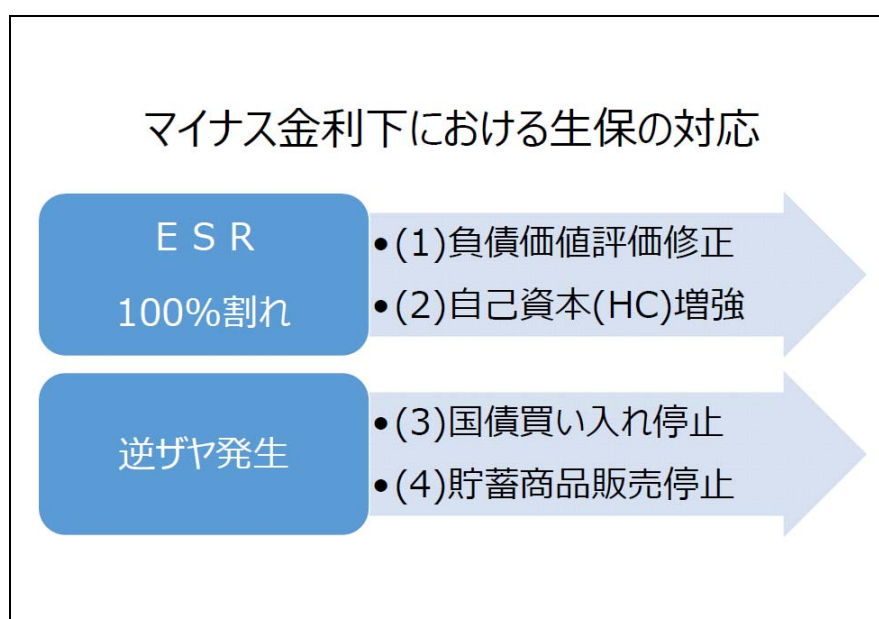 マイナス金利下における生保の対応
ＥＳＲ
100%割れ
•(1)負債価値評価修正
•(2)自己資本(HC)増強
逆ザヤ発生
•(3)国債買い入れ停止
•(4)貯蓄商品販売停止